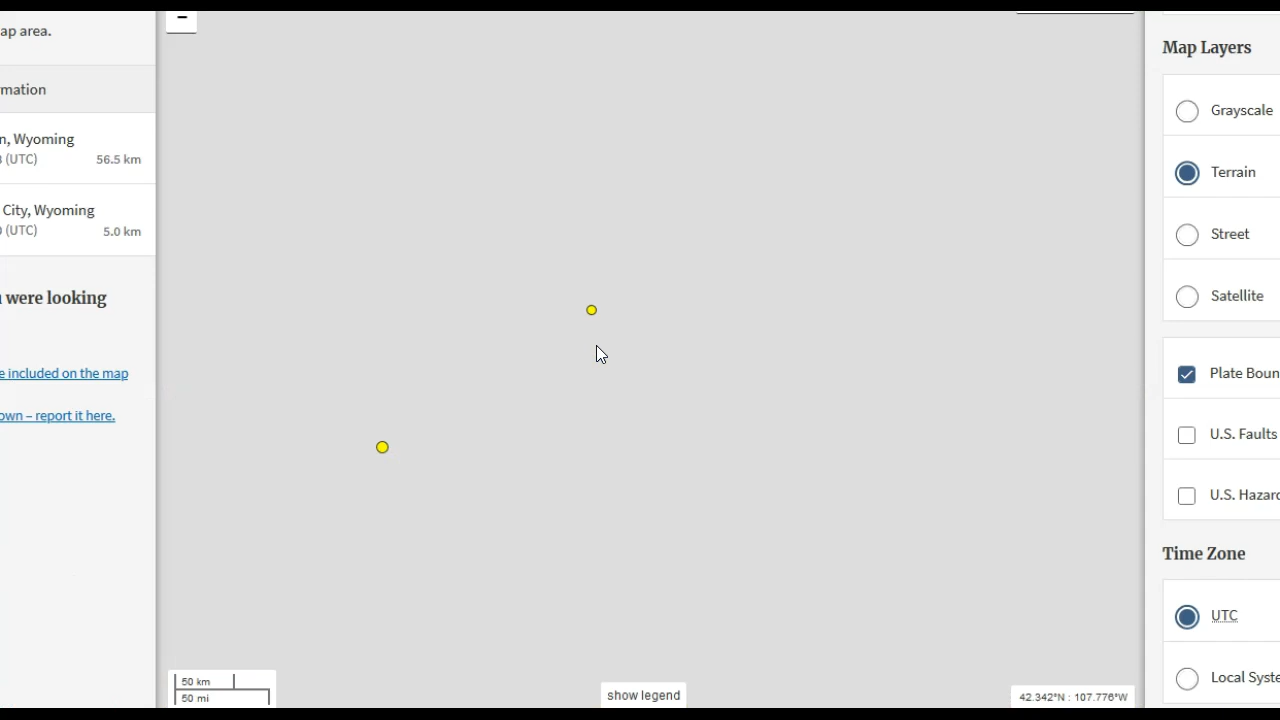 ap area.
rmation
n, Wyoming
(UTC) 56.5 km
City, Wyoming
(UTC) 5.0 km
were looking
e included on the map
own – report it here.
−
50 km
50 mi
show legend
42.342°N : 107.776°W
Map Layers
Grayscale
Terrain
Street
Satellite
Plate Boun
U.S. Faults
U.S. Hazard
Time Zone
UTC
Local Syste